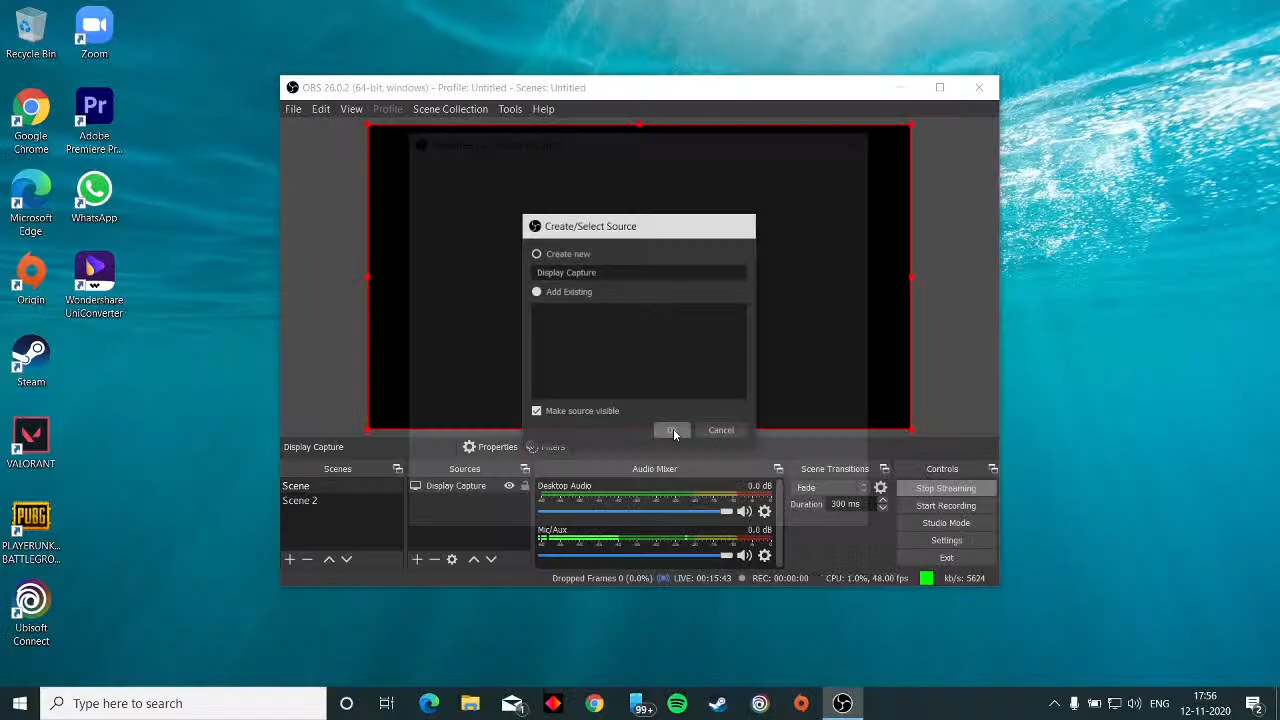 Recycle Bin
Zoom
Google
Chrome
Adobe
Premiere Pr...
Microsoft
Edge
WhatsApp
Origin
Wondershare
UniConverter
Steam
VALORANT
PLAYERUNK...
BATTLEGRO...
Ubisoft
Connect
OBS 26.0.2 (64-bit, windows) - Profile: Untitled - Scenes: Untitled
File Edit View Profile Scene Collection Tools Help
Create/Select Source
Create new
Display Capture
Add Existing
Make source visible
OK Cancel
Display Capture Properties Filters
Scenes Sources Audio Mixer Scene Transitions Controls
Scene
Scene 2
Display Capture
Desktop Audio 0.0 dB
Mic/Aux 0.0 dB
Fade
Duration 300 ms
Stop Streaming
Start Recording
Studio Mode
Settings
Exit
Dropped Frames 0 (0.0%) LIVE: 00:15:43 REC: 00:00:00 CPU: 1.0%, 48.00 fps kb/s: 5624
Type here to search
1
99+
ENG
17:56
12-11-2020
2